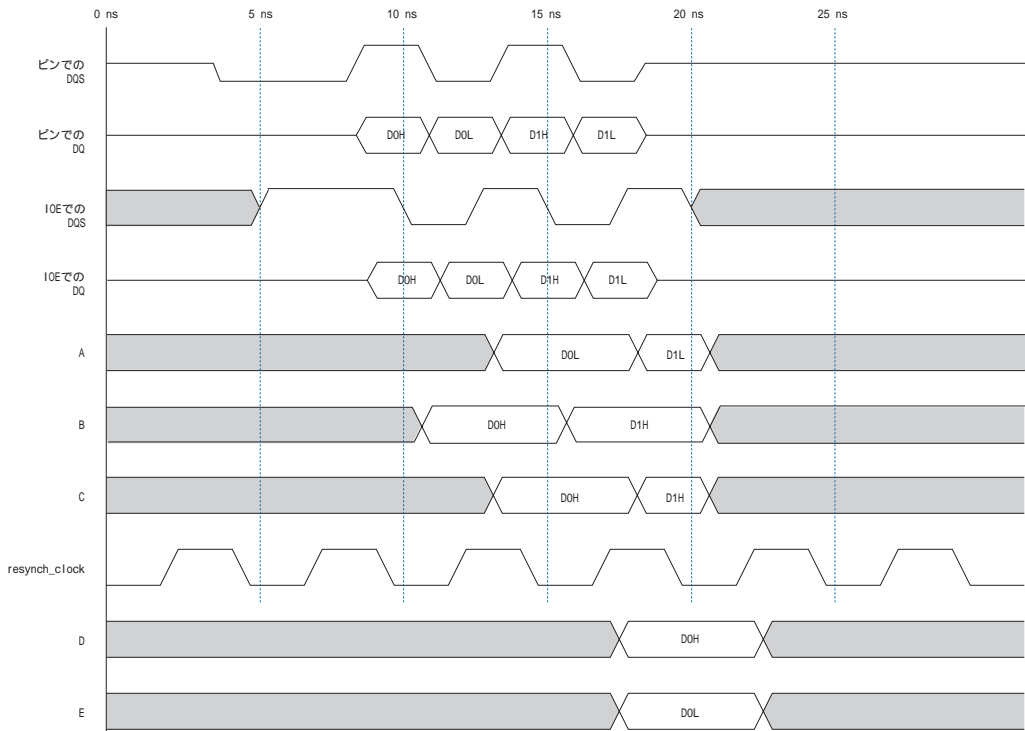 0 ns 5 ns 10 ns 15 ns 20 ns 25 ns
ピンでの
DQS
ピンでの
DQ
D0H D0L D1H D1L
IOEでの
DQS
IOEでの
DQ
D0H D0L D1H D1L
A
D0L D1L
B
D0H D1H
C
D0H D1H
resynch_clock
D
D0H
E
D0L